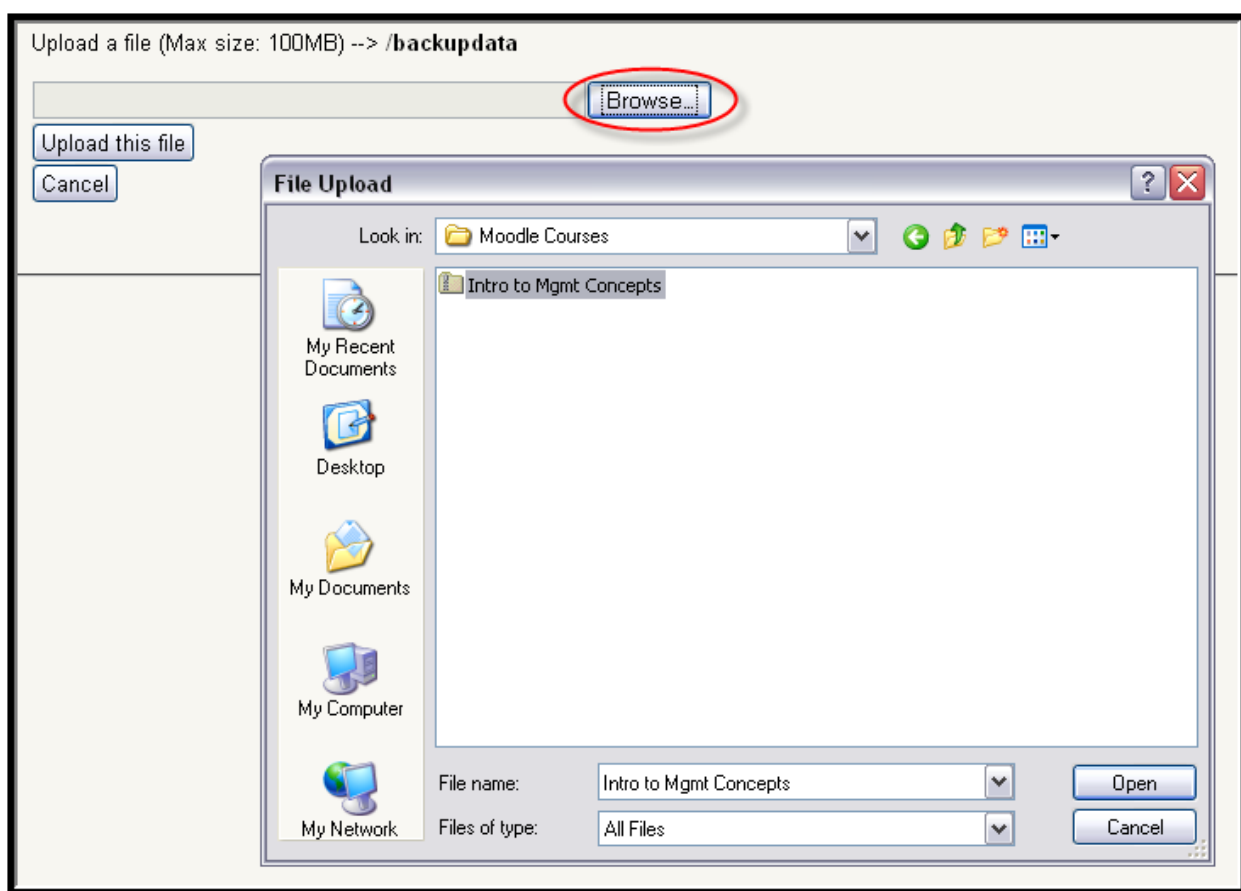 Upload a file (Max size: 100MB) --> /backupdata
Browse...
Upload this file
Cancel
File Upload
Look in:
Moodle Courses
Intro to Mgmt Concepts
My Recent
Documents
Desktop
My Documents
My Computer
My Network
File name:
Intro to Mgmt Concepts
Open
Files of type:
All Files
Cancel